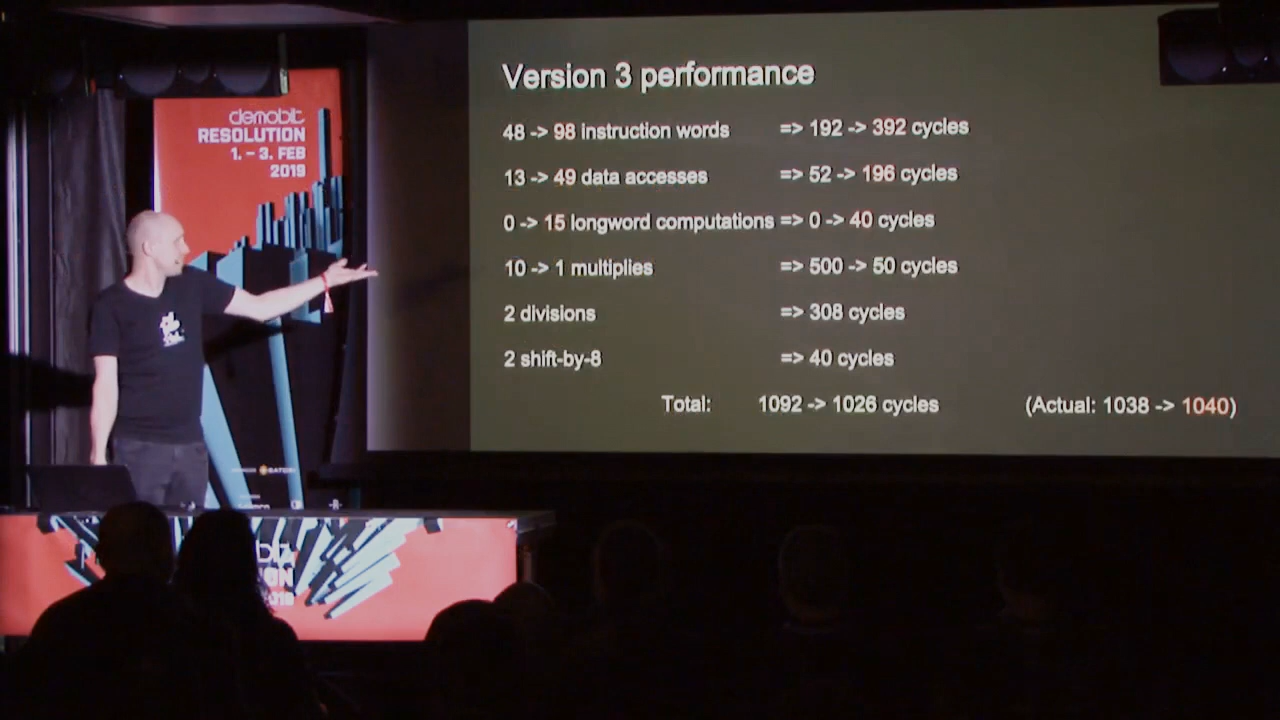 demobit
RESOLUTION
1. – 3. FEB
2019
Version 3 performance
48 -> 98 instruction words => 192 -> 392 cycles
13 -> 49 data accesses => 52 -> 196 cycles
0 -> 15 longword computations => 0 -> 40 cycles
10 -> 1 multiplies => 500 -> 50 cycles
2 divisions => 308 cycles
2 shift-by-8 => 40 cycles
Total: 1092 -> 1026 cycles (Actual: 1038 -> 1040)